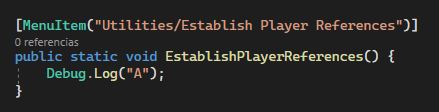 [MenuItem("Utilities/Establish Player References")]
0 referencias
public static void EstablishPlayerReferences() {
    Debug.Log("A");
}